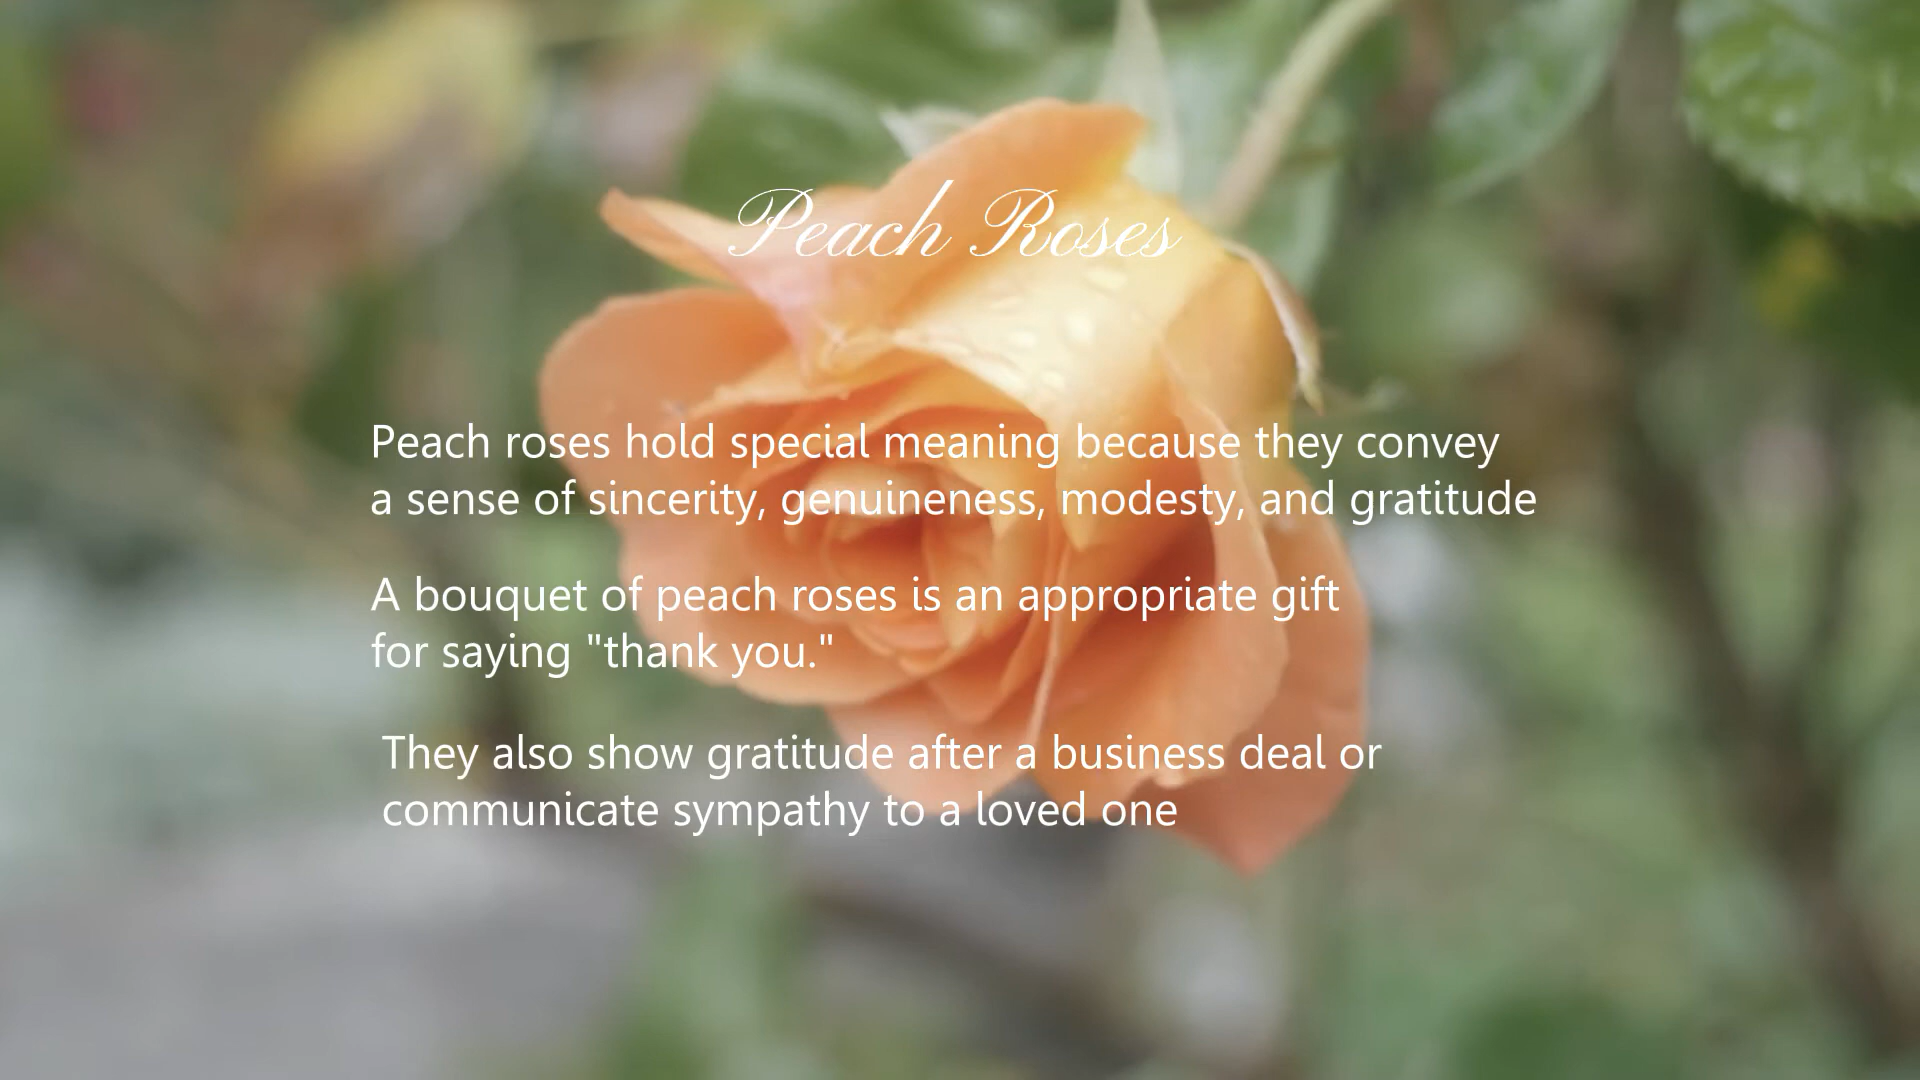 Peach Roses
Peach roses hold special meaning because they convey
a sense of sincerity, genuineness, modesty, and gratitude
A bouquet of peach roses is an appropriate gift
for saying "thank you."
They also show gratitude after a business deal or
communicate sympathy to a loved one